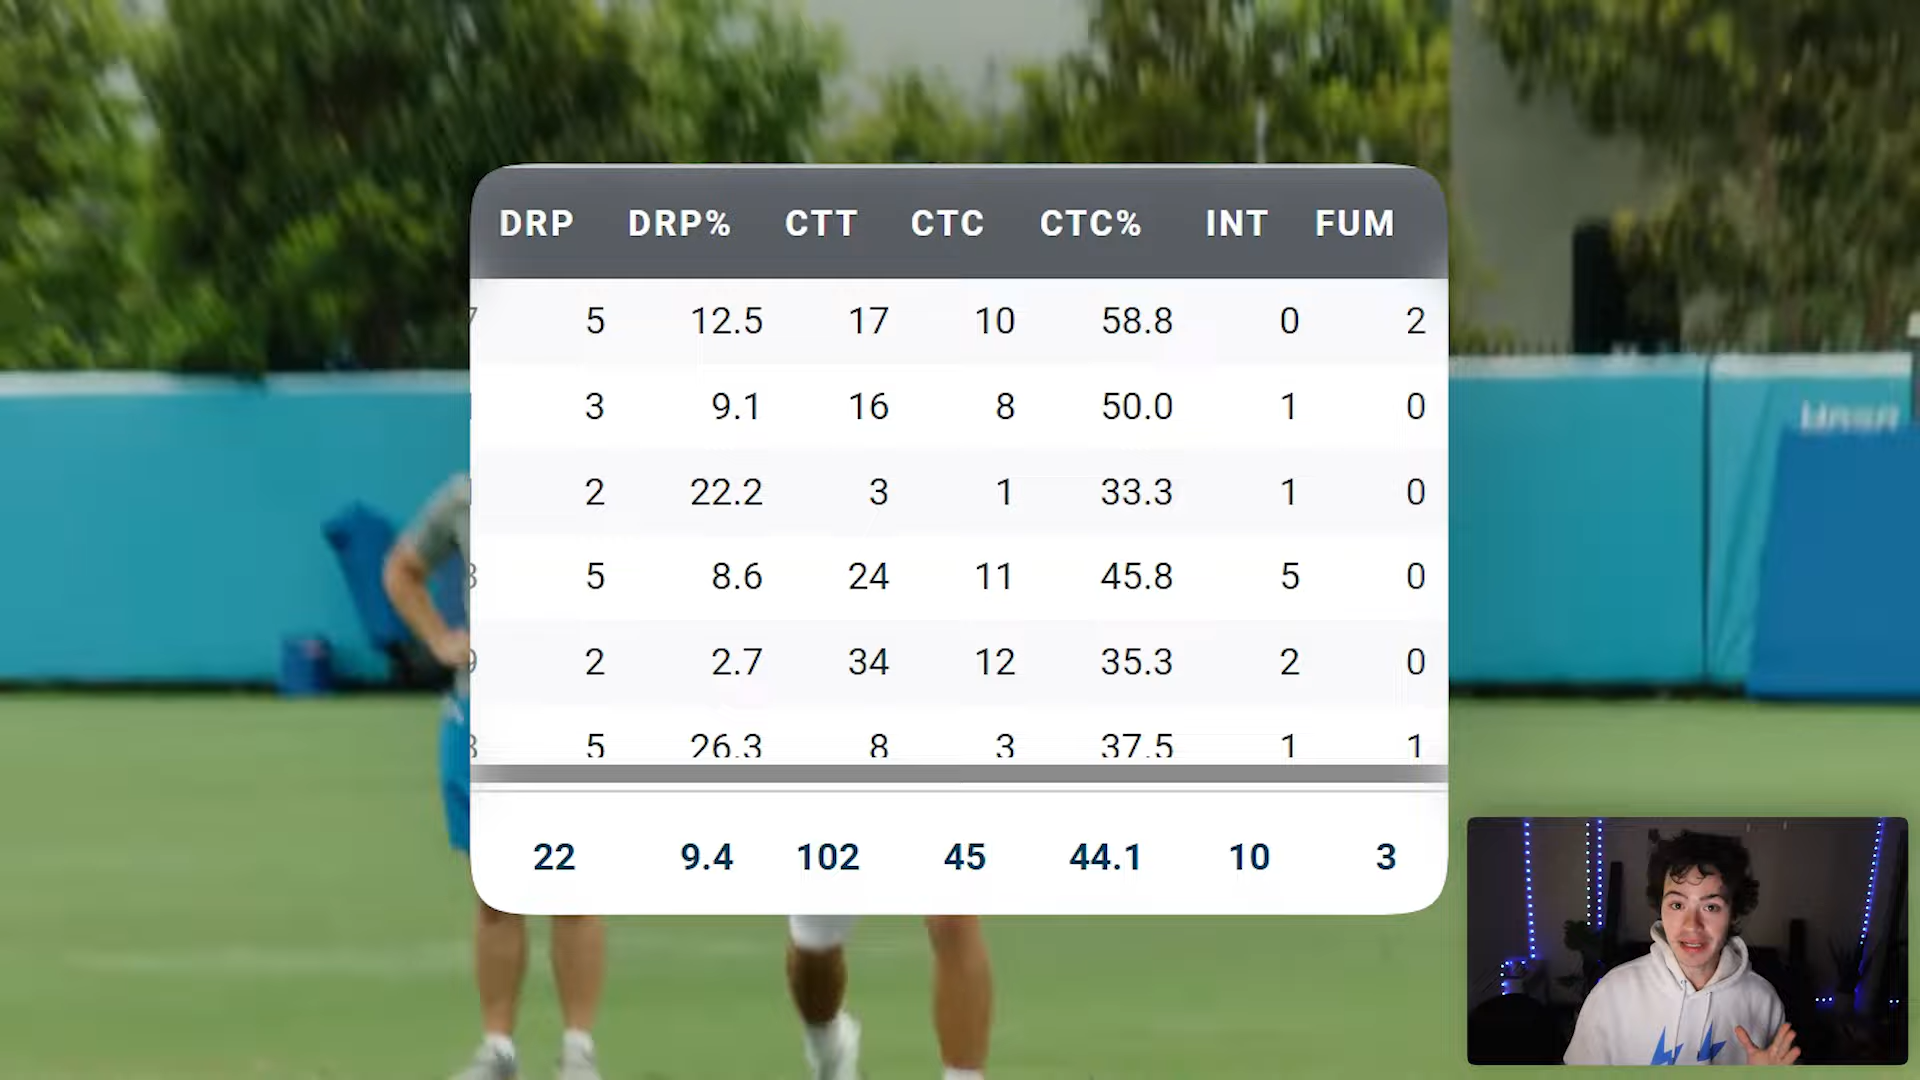 DRP DRP% CTT CTC CTC% INT FUM
5 12.5 17 10 58.8 0 2
3 9.1 16 8 50.0 1 0
2 22.2 3 1 33.3 1 0
5 8.6 24 11 45.8 5 0
2 2.7 34 12 35.3 2 0
5 26.3 8 3 37.5 1 1
22 9.4 102 45 44.1 10 3